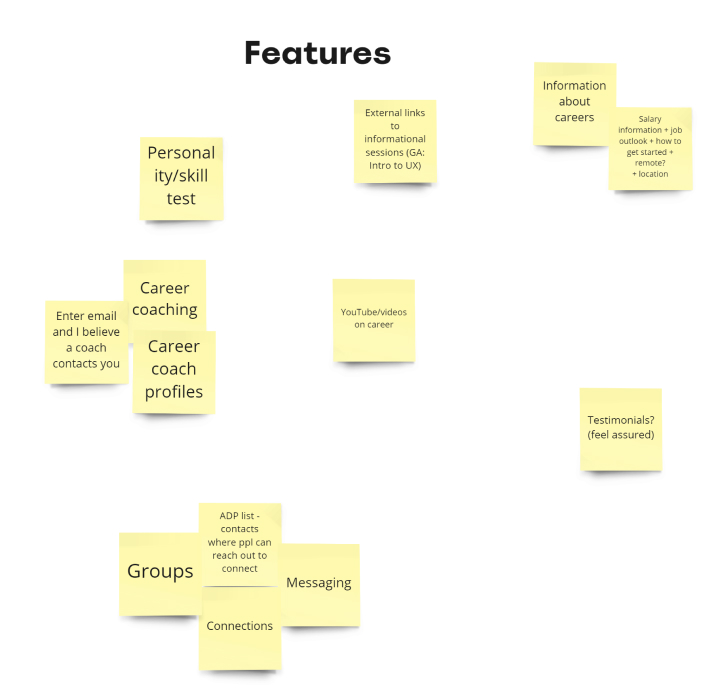 Features
Information
about
careers
Salary
information + job
outlook + how to
get started +
remote?
+ location
External links
to
informational
sessions (GA:
Intro to UX)
Personal
ity/skill
test
Career
coaching
Enter email
and I believe
a coach
contacts you
Career
coach
profiles
YouTube/videos
on career
Testimonials?
(feel assured)
ADP list -
contacts
where ppl can
reach out to
connect
Groups
Messaging
Connections